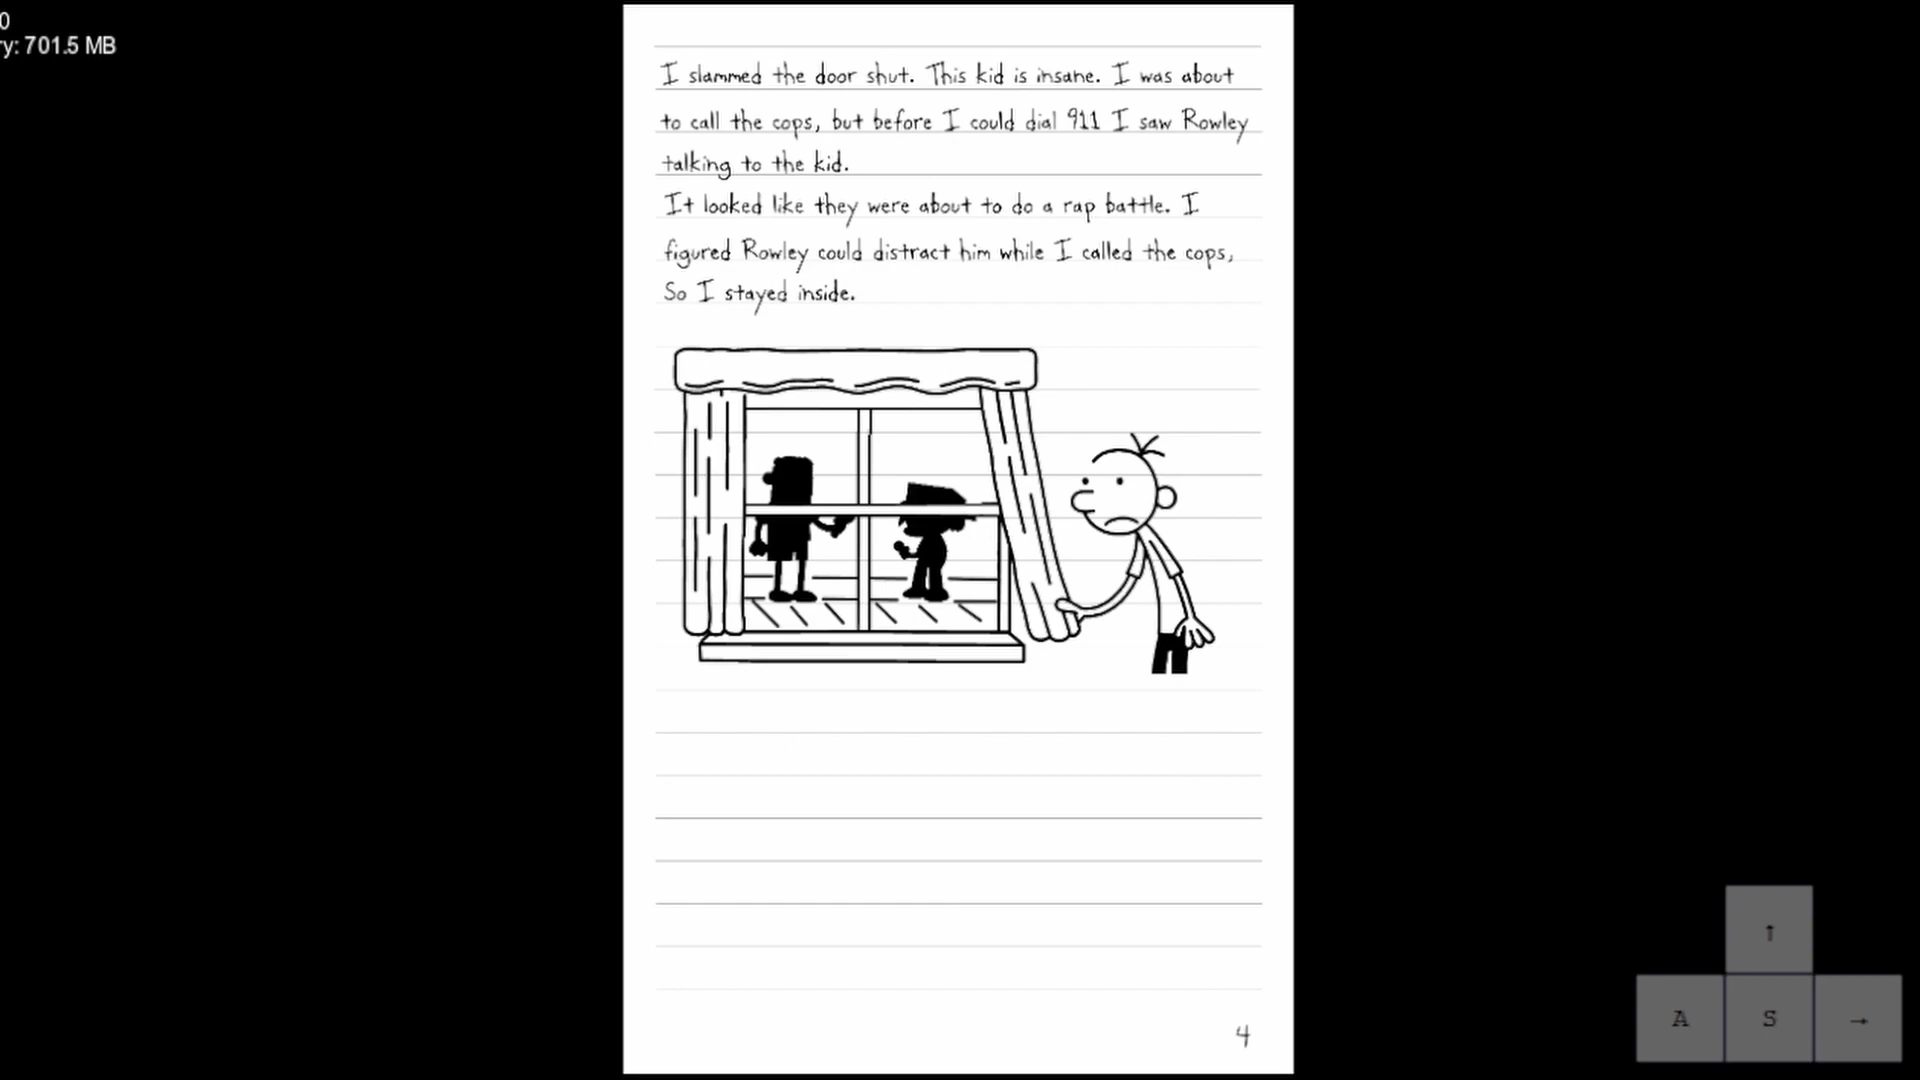 0
ry: 701.5 MB
I slammed the door shut. This kid is insane. I was about
to call the cops, but before I could dial 911 I saw Rowley
talking to the kid.
It looked like they were about to do a rap battle. I
figured Rowley could distract him while I called the cops,
So I stayed inside.
4
↑
A S →